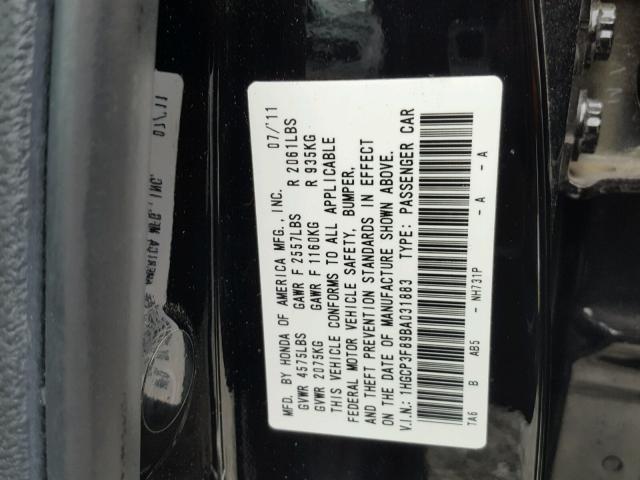 MFD. BY HONDA OF AMERICA MFG., INC. 07/'11
GVWR 4575LBS GAWR F 2557LBS R 2061LBS
GVWR 2075KG GAWR F 1160KG R 935KG
THIS VEHICLE CONFORMS TO ALL APPLICABLE
FEDERAL MOTOR VEHICLE SAFETY, BUMPER,
AND THEFT PREVENTION STANDARDS IN EFFECT
ON THE DATE OF MANUFACTURE SHOWN ABOVE.
V.I.N.: 1HGCP3F89BA031883 TYPE: PASSENGER CAR
TA6 B AB5 - NH731P - A - A